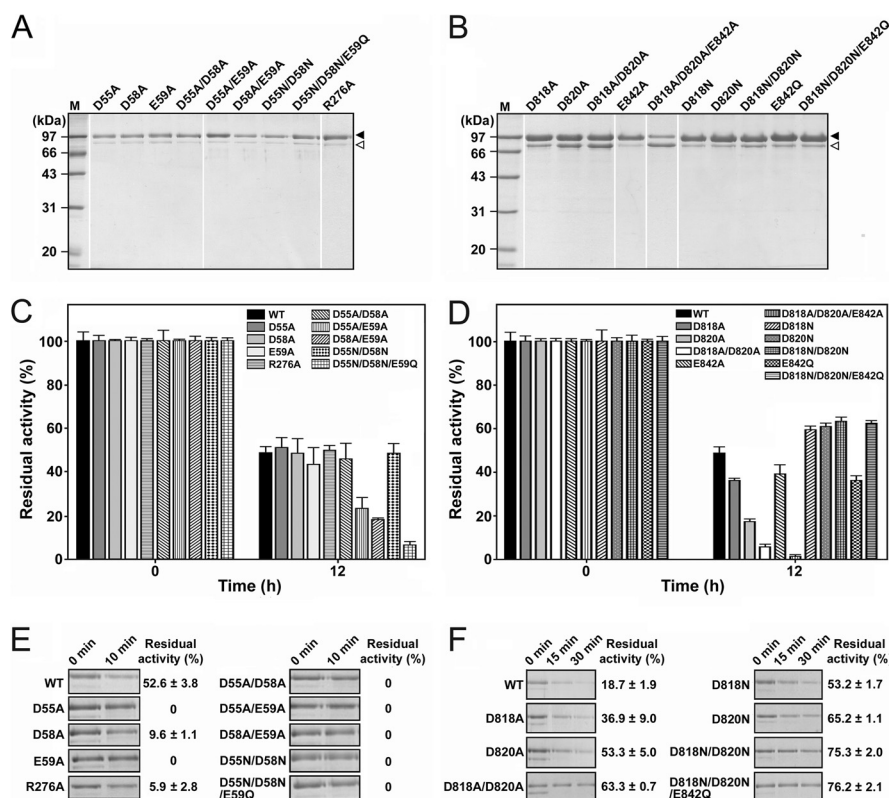 A
D55A
D58A
E59A
D55A/D58A
D55A/E59A
D58A/E59A
D55N/D58N
D55N/D58N/E59Q
R276A
M
(kDa)
97
66
43
31
20
B
D818A
D820A
D818A/D820A
E842A
D818A/D820A/E842A
D818N
D820N
D818N/D820N
E842Q
D818N/D820N/E842Q
M
(kDa)
97
66
43
31
20
C
Residual activity (%)
100
80
60
40
20
0
WT
D55A
D58A
E59A
R276A
D55A/D58A
D55A/E59A
D58A/E59A
D55N/D58N
D55N/D58N/E59Q
0 12
Time (h)
D
Residual activity (%)
100
80
60
40
20
0
WT
D818A
D820A
D818A/D820A
E842A
D818A/D820A/E842A
D818N
D820N
D818N/D820N
E842Q
D818N/D820N/E842Q
0 12
Time (h)
E
0 min 10 min Residual activity (%)
WT 52.6 ± 3.8
D55A 0
D58A 9.6 ± 1.1
E59A 0
R276A 5.9 ± 2.8
0 min 10 min Residual activity (%)
D55A/D58A 0
D55A/E59A 0
D58A/E59A 0
D55N/D58N 0
D55N/D58N/E59Q 0
F
0 min 15 min 30 min Residual activity (%)
WT 18.7 ± 1.9
D818A 36.9 ± 9.0
D820A 53.3 ± 5.0
D818A/D820A 63.3 ± 0.7
0 min 15 min 30 min Residual activity (%)
D818N 53.2 ± 1.7
D820N 65.2 ± 1.1
D818N/D820N 75.3 ± 2.0
D818N/D820N/E842Q 76.2 ± 2.1